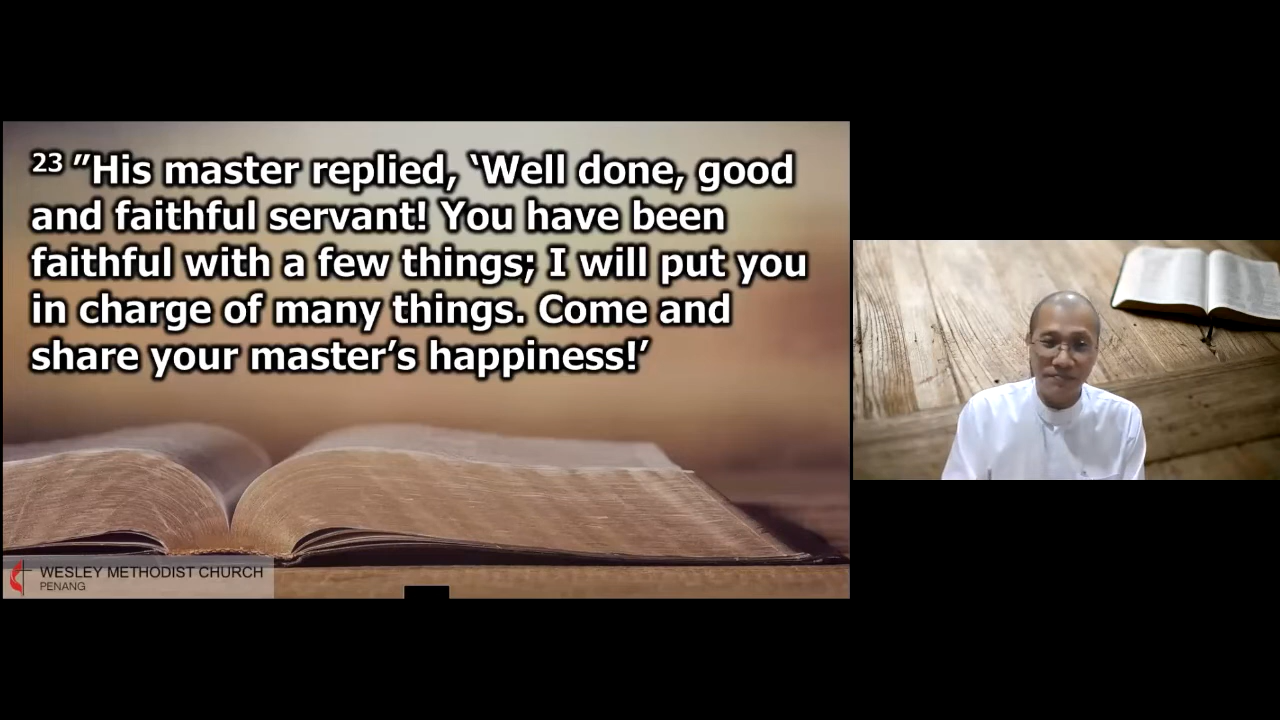 23 ”His master replied, ‘Well done, good
and faithful servant! You have been
faithful with a few things; I will put you
in charge of many things. Come and
share your master’s happiness!’
WESLEY METHODIST CHURCH
PENANG